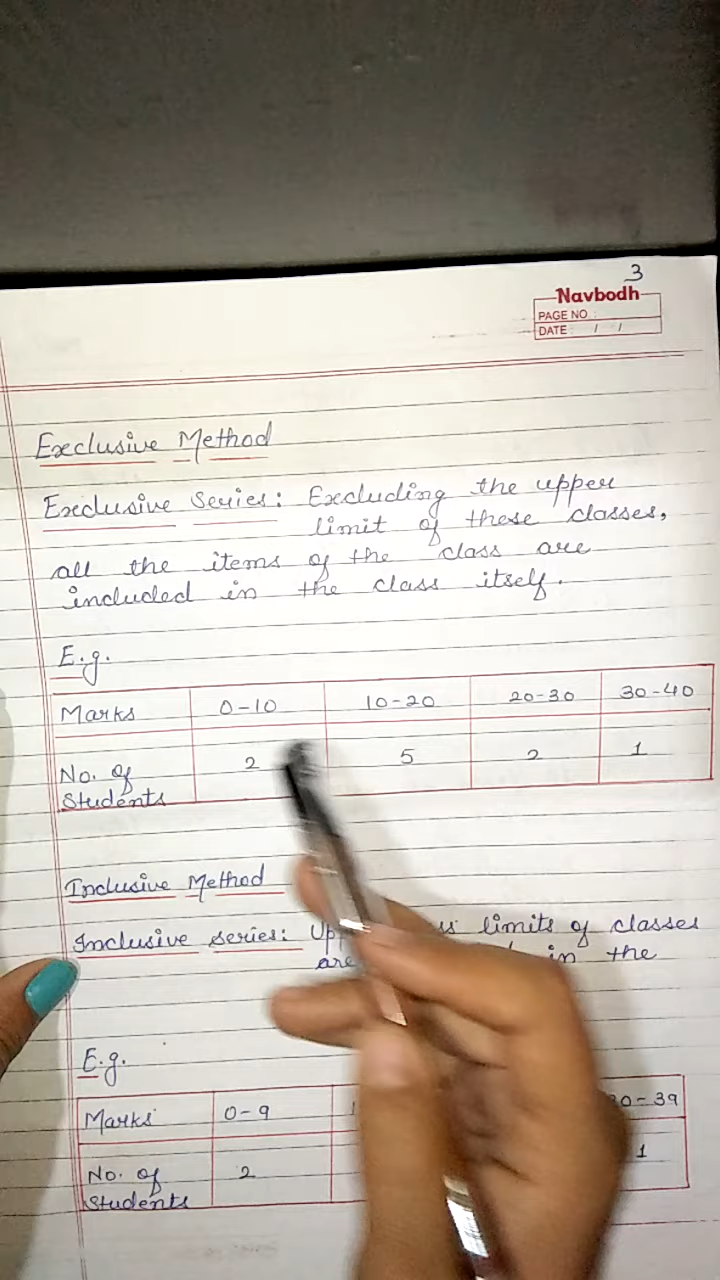 3
Navbodh
PAGE NO :
DATE : / /
Exclusive Method
Exclusive Series: Excluding the upper
limit of these classes,
all the items of the class are
included in the class itself.
E.g.
Marks 0-10 10-20 20-30 30-40
No. of Students 2 5 2 1
Inclusive Method
Inclusive series: limits of classes
are in the
E.g.
Marks 0-9 30-39
No. of Students 2 1